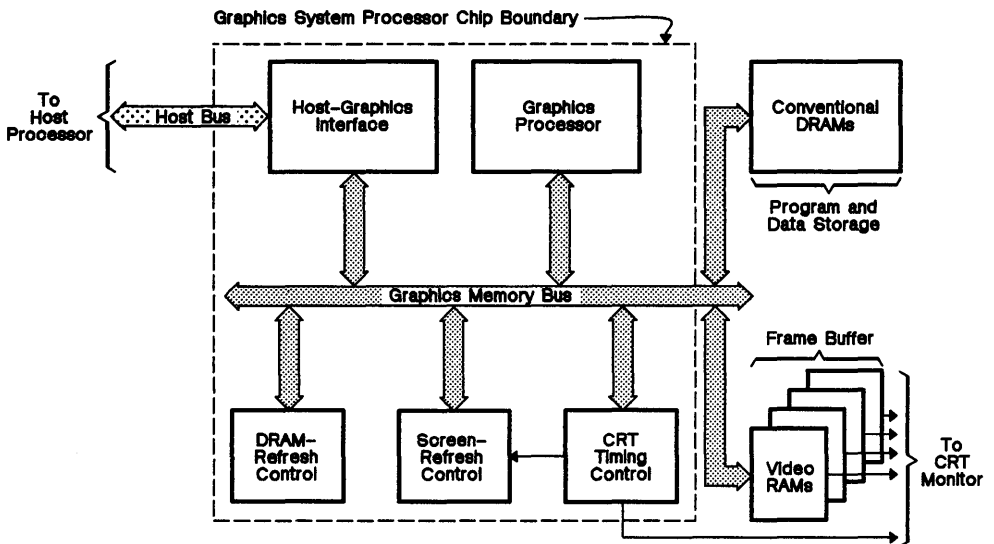 Graphics System Processor Chip Boundary
To
Host
Processor
Host Bus
Host-Graphics
Interface
Graphics
Processor
Conventional
DRAMs
Program and
Data Storage
Graphics Memory Bus
Frame Buffer
DRAM-
Refresh
Control
Screen-
Refresh
Control
CRT
Timing
Control
Video
RAMs
To
CRT
Monitor